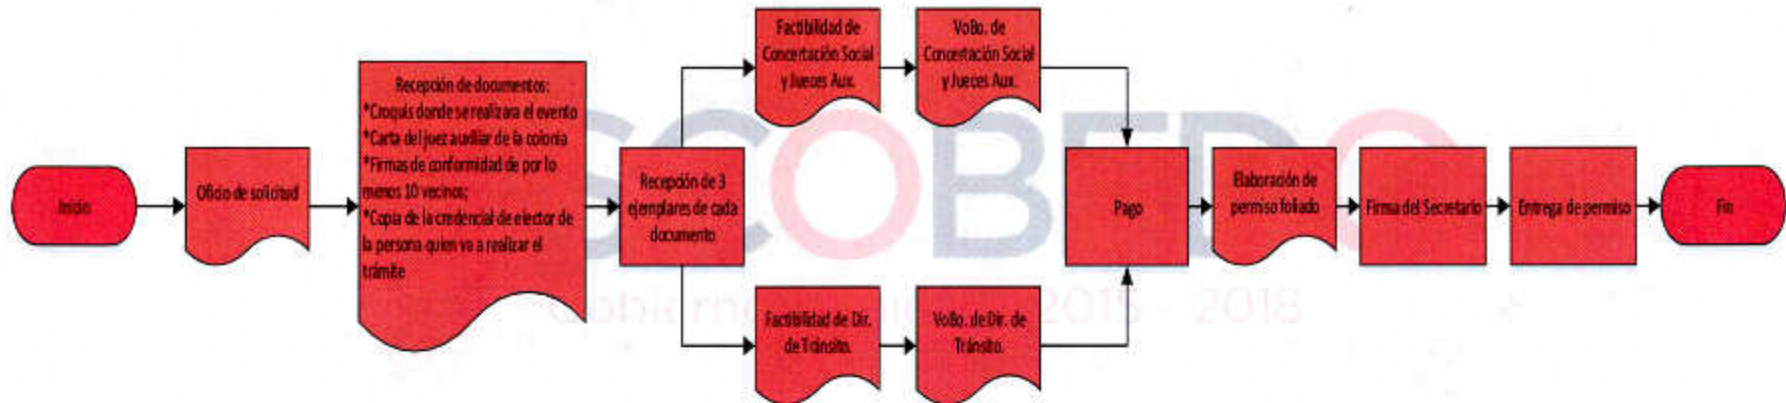 Inicio
Oficio de solicitud
Recepción de documentos:
*Croquis donde se realizara el evento
*Carta del juez auxiliar de la colonia
*Firmas de conformidad de por lo
menos 10 vecinos;
*Copia de la credencial de elector de
la persona quien va a realizar el
trámite
Recepción de 3
ejemplares de cada
documento
Factibilidad de
Concertación Social
y Jueces Aux.
VoBo. de
Concertación Social
y Jueces Aux.
Factibilidad de Dir.
de Tránsito.
VoBo. de Dir. de
Tránsito.
Pago
Elaboración de
permiso foliado
Firma del Secretario
Entrega de permiso
Fin
SCOBEDO
Gobierno 2015 - 2018